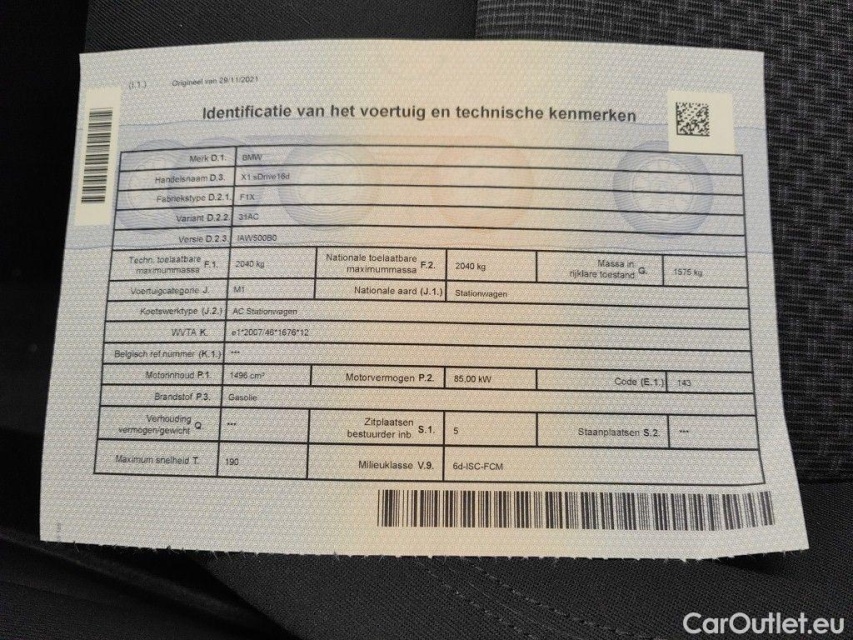 (I.1.) Origineel van 29/11/2021
Identificatie van het voertuig en technische kenmerken
Merk D.1. BMW
Handelsnaam D.3. X1 sDrive16d
Fabriekstype D.2.1. F1X
Variant D.2.2. 31AC
Versie D.2.3. IAW500B0
Techn. toelaatbare maximummassa F.1. 2040 kg Nationale toelaatbare maximummassa F.2. 2040 kg Massa in rijklare toestand G. 1575 kg
Voertuigcategorie J. M1 Nationale aard (J.1.) Stationwagen
Koetswerktype (J.2.) AC Stationwagen
WVTA K. e1*2007/46*1676*12
Belgisch ref.nummer (K.1.) ***
Motorinhoud P.1. 1496 cm³ Motorvermogen P.2. 85,00 kW Code (E.1.) 143
Brandstof P.3. Gasolie
Verhouding vermogen/gewicht Q. *** Zitplaatsen bestuurder inb. S.1. 5 Staanplaatsen S.2. ***
Maximum snelheid T. 190 Milieuklasse V.9. 6d-ISC-FCM
CarOutlet.eu